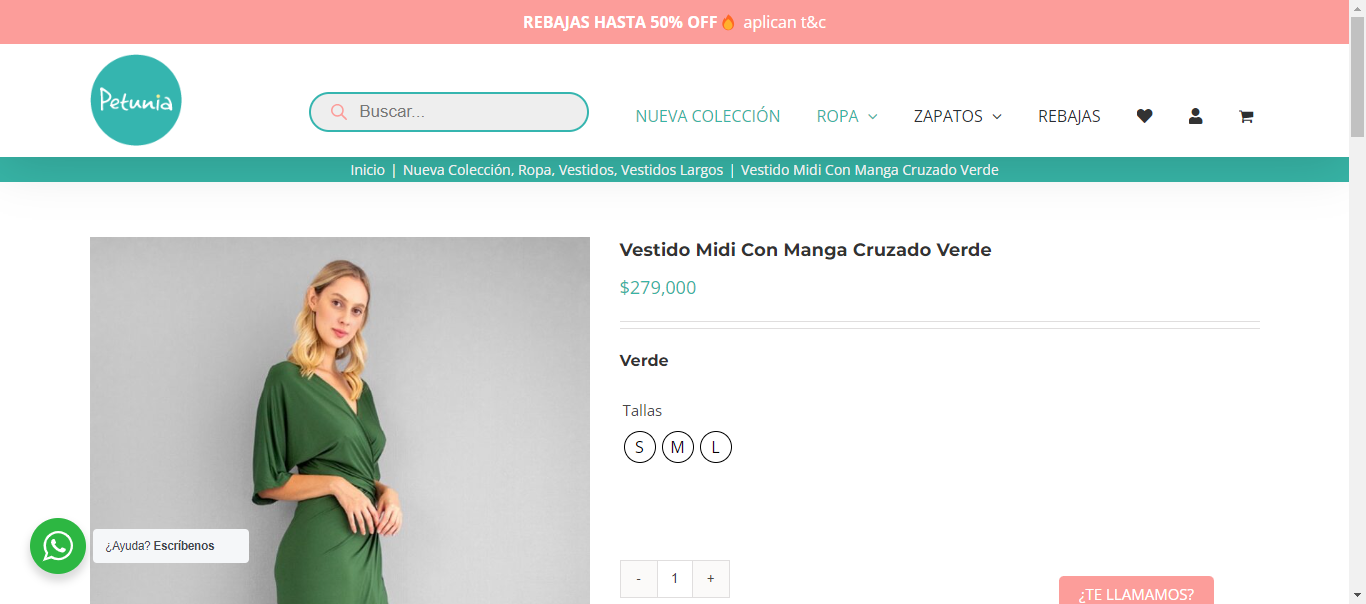 REBAJAS HASTA 50% OFF🔥 aplican t&c
Petunia
Buscar...
NUEVA COLECCIÓN ROPA ZAPATOS REBAJAS
Inicio | Nueva Colección, Ropa, Vestidos, Vestidos Largos | Vestido Midi Con Manga Cruzado Verde
Vestido Midi Con Manga Cruzado Verde
$279,000
Verde
Tallas
S M L
¿Ayuda? Escríbenos
- 1 +
¿TE LLAMAMOS?